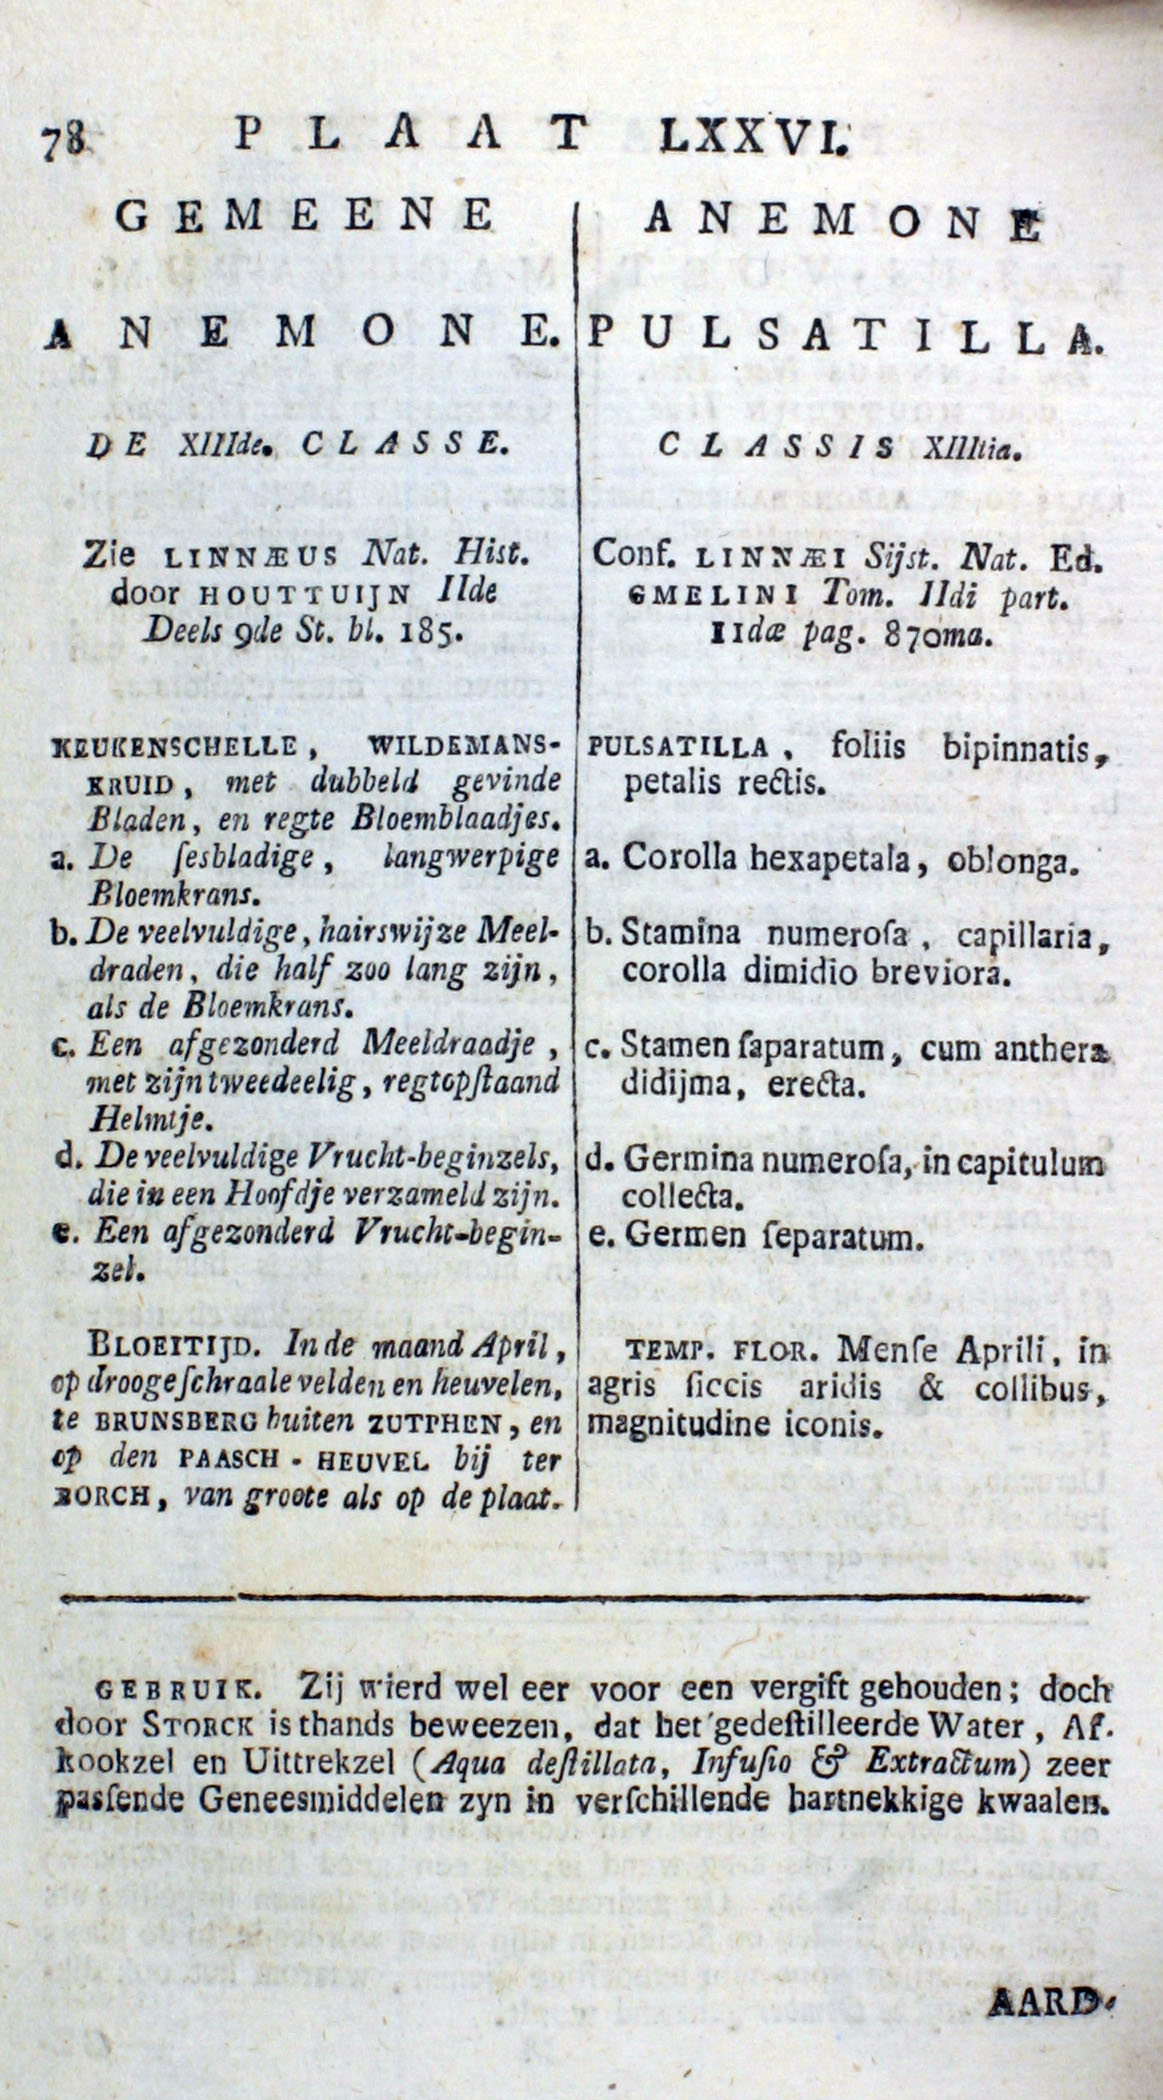 78 PLAAT LXXVI.
GEMEENE
ANEMONE.
DE XIIIde. CLASSE.
Zie LINNÆUS Nat. Hist.
door HOUTTUIJN IIde
Deels 9de St. bl. 185.
KEUKENSCHELLE, WILDEMANS-
KRUID, met dubbeld gevinde
Bladen, en regte Bloemblaadjes.
a. De ſesbladige, langwerpige
Bloemkrans.
b. De veelvuldige, hairswijze Meel-
draden, die half zoo lang zijn,
als de Bloemkrans.
c. Een afgezonderd Meeldraadje,
met zijn tweedeelig, regtopſtaand
Helmtje.
d. De veelvuldige Vrucht-beginzels,
die in een Hoofdje verzameld zijn.
e. Een afgezonderd Vrucht-begin-
zel.
BLOEITIJD. In de maand April,
op drooge ſchraale velden en heuvelen,
te BRUNSBERG buiten ZUTPHEN, en
op den PAASCH-HEUVEL bij ter
BORCH, van groote als op de plaat.
ANEMONE
PULSATILLA.
CLASSIS XIIItia.
Conf. LINNÆI Sijst. Nat. Ed.
GMELINI Tom. IIdi part.
IIdæ pag. 870ma.
PULSATILLA, foliis bipinnatis,
petalis rectis.
a. Corolla hexapetala, oblonga.
b. Stamina numeroſa, capillaria,
corolla dimidio breviora.
c. Stamen ſaparatum, cum anthera
didijma, erecta.
d. Germina numeroſa, in capitulum
collecta.
e. Germen ſeparatum.
TEMP. FLOR. Menſe Aprili, in
agris ſiccis aridis & collibus,
magnitudine iconis.
GEBRUIK. Zij wierd wel eer voor een vergift gehouden; doch
door STORCK is thands beweezen, dat het gedeſtilleerde Water, Af-
kookzel en Uittrekzel (Aqua deſtillata, Infuſio & Extractum) zeer
pasſende Geneesmiddelen zyn in verſchillende hartnekkige kwaalen.
AARD-